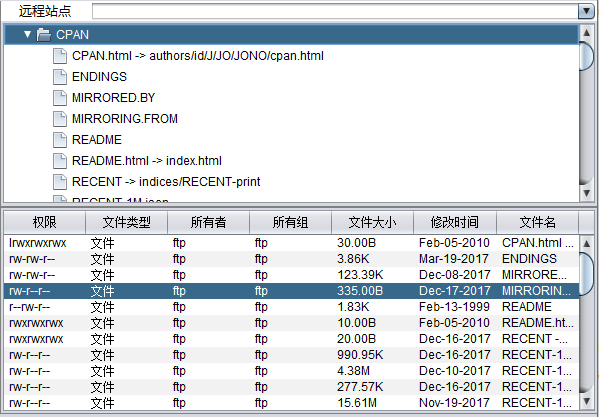 远程站点
CPAN
CPAN.html -> authors/id/J/JO/JONO/cpan.html
ENDINGS
MIRRORED.BY
MIRRORING.FROM
README
README.html -> index.html
RECENT -> indices/RECENT-print
RECENT-1M.json
权限 文件类型 所有者 所有组 文件大小 修改时间 文件名
lrwxrwxrwx 文件 ftp ftp 30.00B Feb-05-2010 CPAN.html ...
rw-rw-r-- 文件 ftp ftp 3.86K Mar-19-2017 ENDINGS
rw-rw-r-- 文件 ftp ftp 123.39K Dec-08-2017 MIRRORE...
rw-r--r-- 文件 ftp ftp 335.00B Dec-17-2017 MIRRORIN...
r--rw-r-- 文件 ftp ftp 1.83K Feb-13-1999 README
rwxrwxrwx 文件 ftp ftp 10.00B Feb-05-2010 README.ht...
rwxrwxrwx 文件 ftp ftp 20.00B Dec-16-2017 RECENT -...
rw-r--r-- 文件 ftp ftp 990.95K Dec-16-2017 RECENT-1...
rw-r--r-- 文件 ftp ftp 4.38M Dec-10-2017 RECENT-1...
rw-r--r-- 文件 ftp ftp 277.57K Dec-16-2017 RECENT-1...
rw-r--r-- 文件 ftp ftp 15.61M Nov-19-2017 RECENT-1...